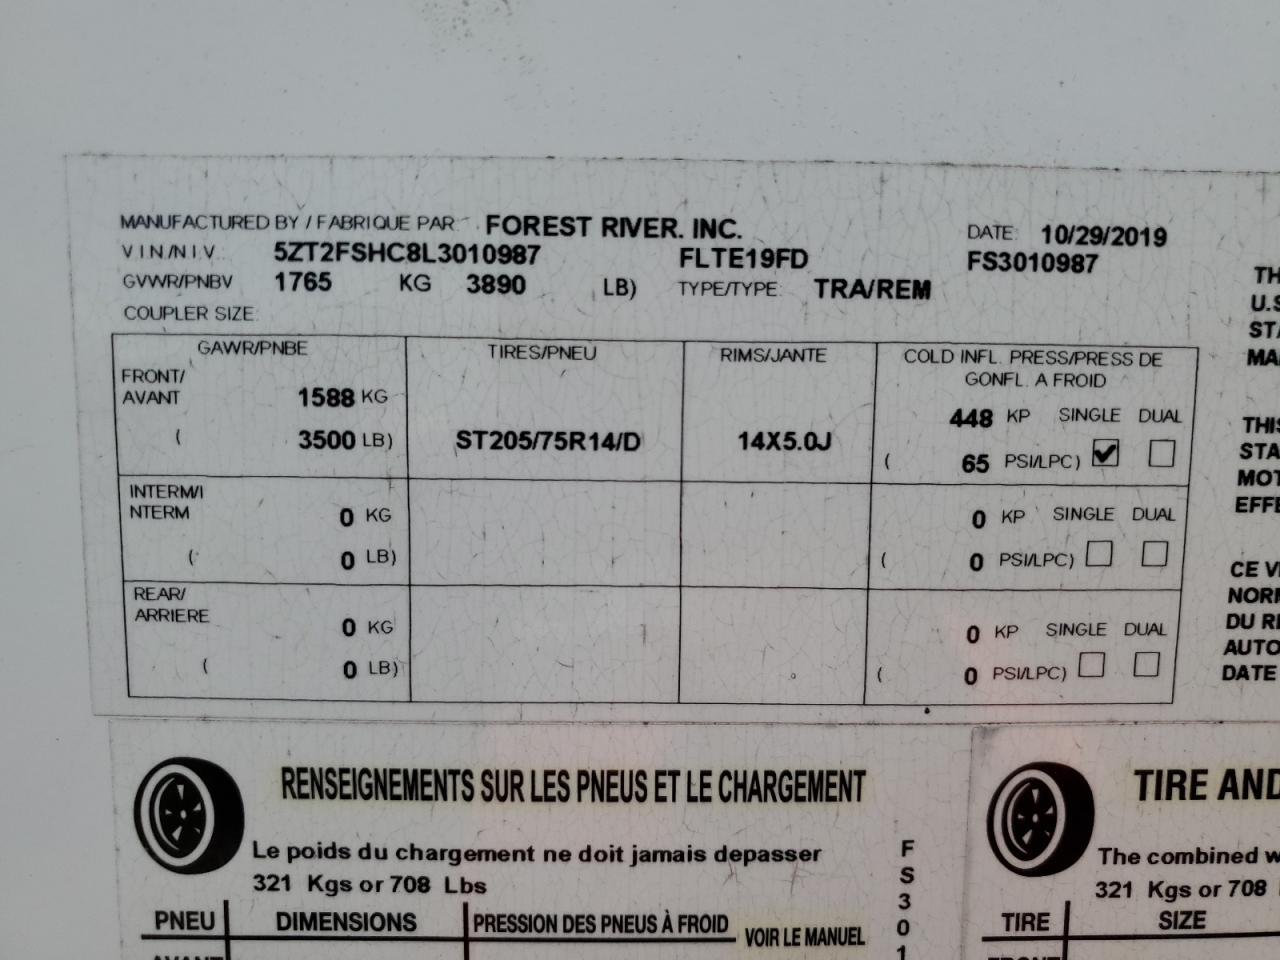 MANUFACTURED BY / FABRIQUE PAR: FOREST RIVER. INC. DATE: 10/29/2019
V I N /N I V: 5ZT2FSHC8L3010987 FLTE19FD FS3010987
GVWR/PNBV 1765 KG 3890 LB) TYPE/TYPE: TRA/REM
COUPLER SIZE:
GAWR/PNBE TIRES/PNEU RIMS/JANTE COLD INFL. PRESS/PRESS DE
GONFL. A FROID
FRONT/
AVANT 1588 KG 448 KP SINGLE DUAL
( 3500 LB) ST205/75R14/D 14X5.0J ( 65 PSI/LPC)
INTERM/I
NTERM 0 KG 0 KP SINGLE DUAL
( 0 LB) ( 0 PSI/LPC)
REAR/
ARRIERE 0 KG 0 KP SINGLE DUAL
( 0 LB) ( 0 PSI/LPC)
TH
U.S
STA
MA
THIS
STA
MOT
EFFE
CE V
NOR
DU R
AUTO
DATE
RENSEIGNEMENTS SUR LES PNEUS ET LE CHARGEMENT
Le poids du chargement ne doit jamais depasser
321 Kgs or 708 Lbs
PNEU DIMENSIONS PRESSION DES PNEUS À FROID VOIR LE MANUEL
AVANT
F
S
3
0
1
TIRE AND
The combined w
321 Kgs or 708
TIRE SIZE
FRONT